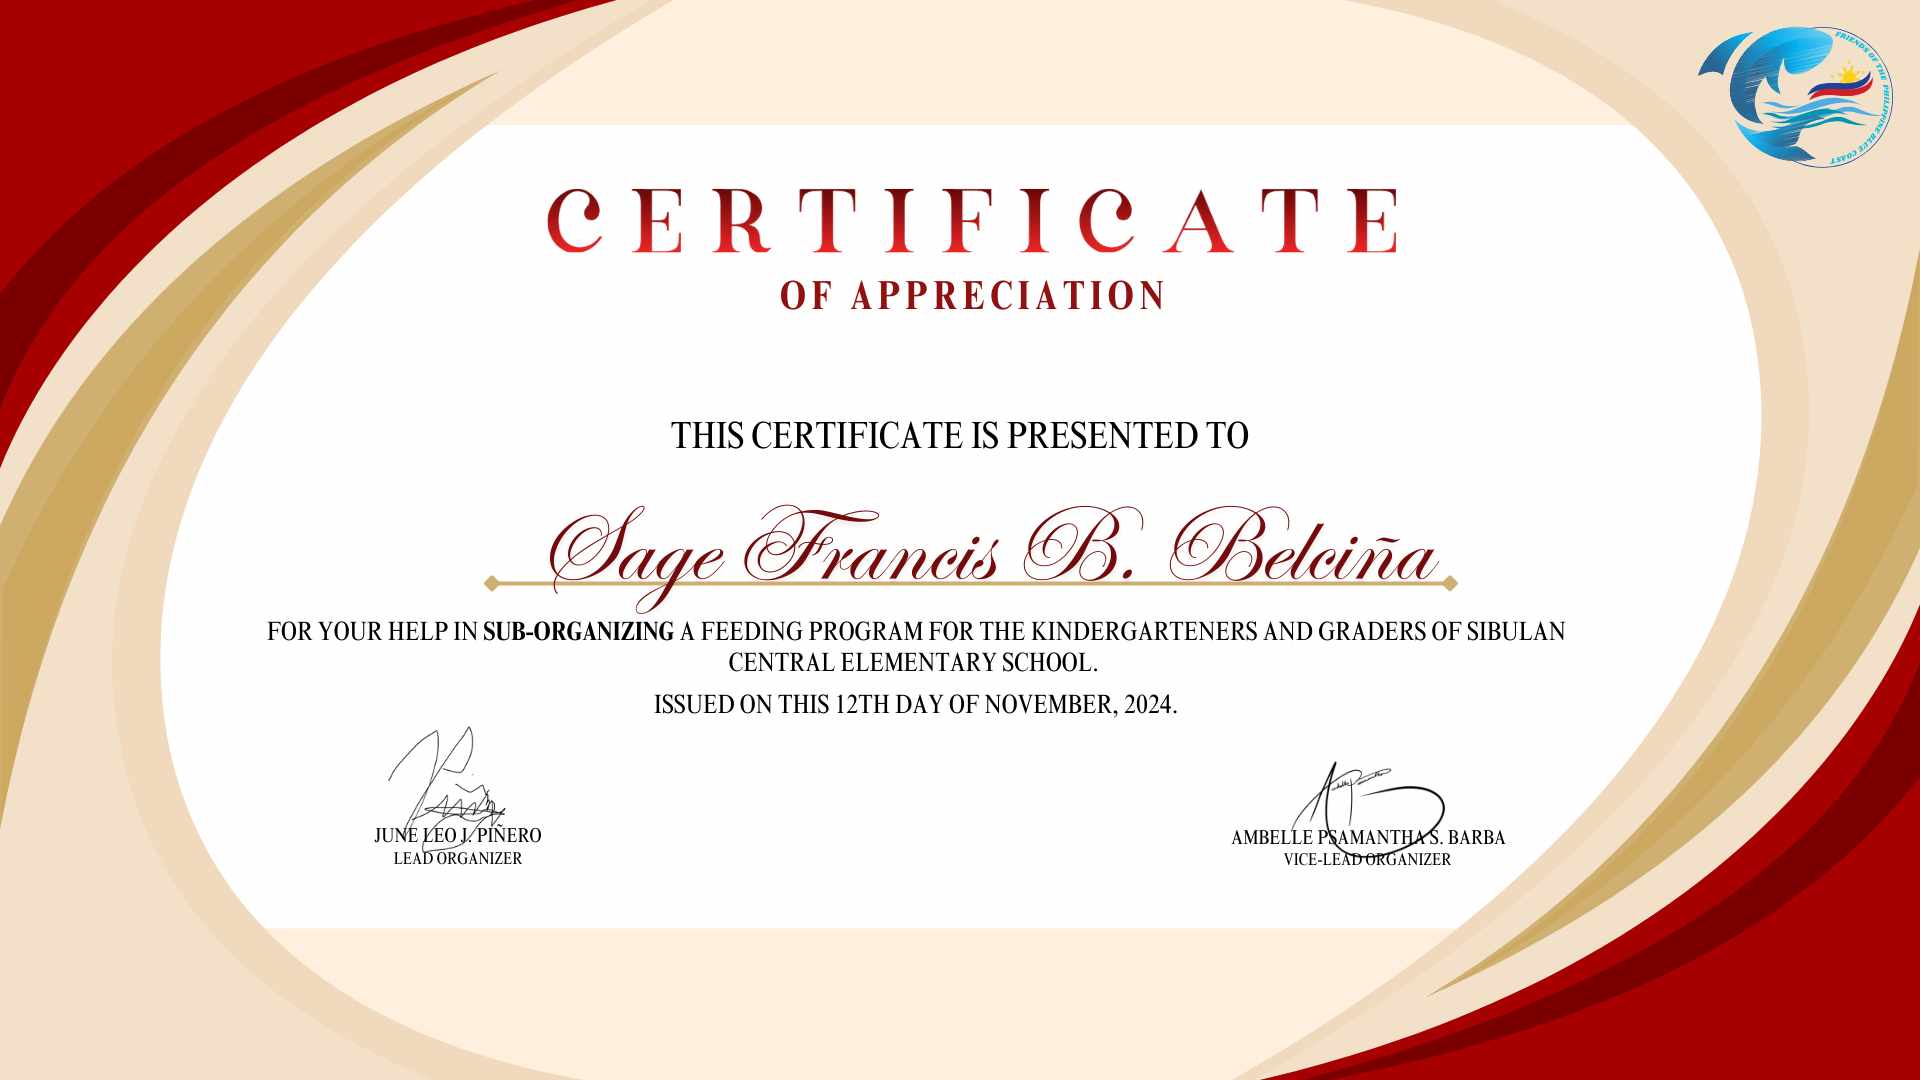 FRIENDS OF THE PHILIPPINE BLUE COAST
CERTIFICATE
OF APPRECIATION
THIS CERTIFICATE IS PRESENTED TO
Sage Francis B. Belciña
FOR YOUR HELP IN SUB-ORGANIZING A FEEDING PROGRAM FOR THE KINDERGARTENERS AND GRADERS OF SIBULAN
CENTRAL ELEMENTARY SCHOOL.
ISSUED ON THIS 12TH DAY OF NOVEMBER, 2024.
JUNE LEO J. PIÑERO
LEAD ORGANIZER
AMBELLE PSAMANTHA S. BARBA
VICE-LEAD ORGANIZER